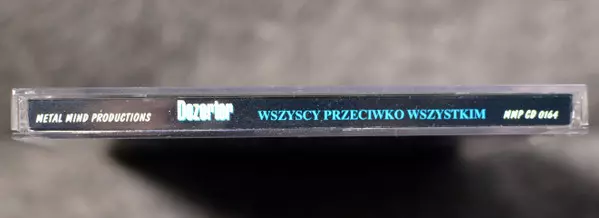 METAL MIND PRODUCTIONS Dezerter WSZYSCY PRZECIWKO WSZYSTKIM MMP CD 0164